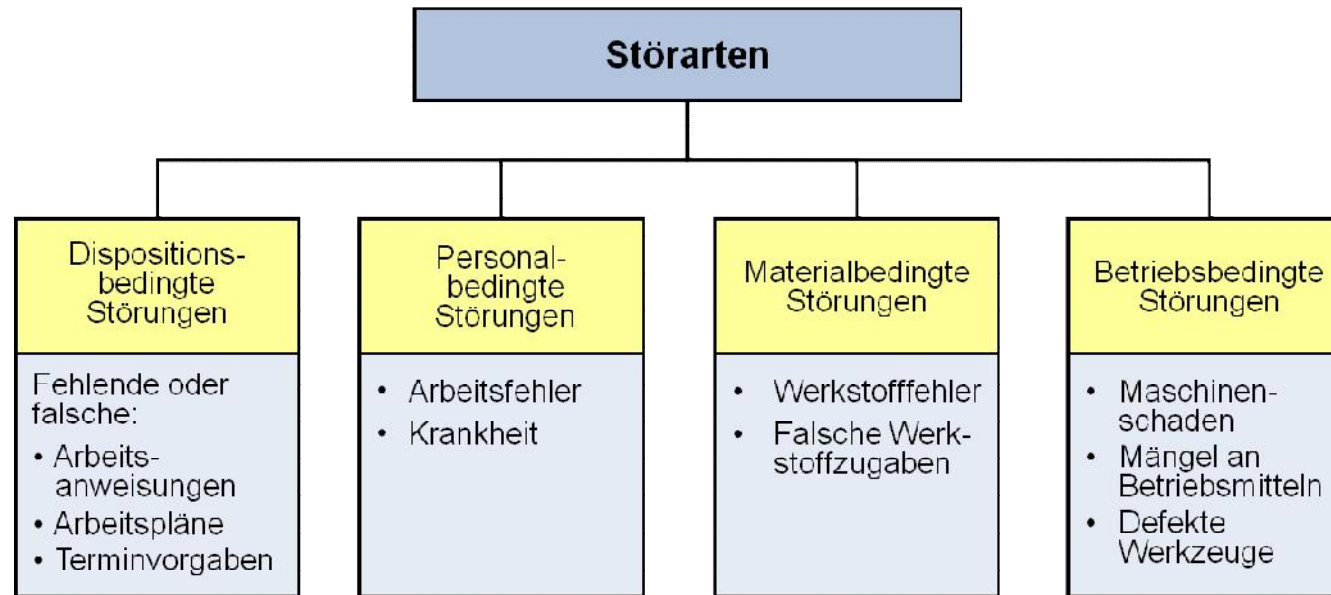 Störarten
Dispositions-
bedingte
Störungen
Fehlende oder
falsche:
• Arbeits-
anweisungen
• Arbeitspläne
• Terminvorgaben
Personal-
bedingte
Störungen
• Arbeitsfehler
• Krankheit
Materialbedingte
Störungen
• Werkstofffehler
• Falsche Werk-
stoffzugaben
Betriebsbedingte
Störungen
• Maschinen-
schaden
• Mängel an
Betriebsmitteln
• Defekte
Werkzeuge